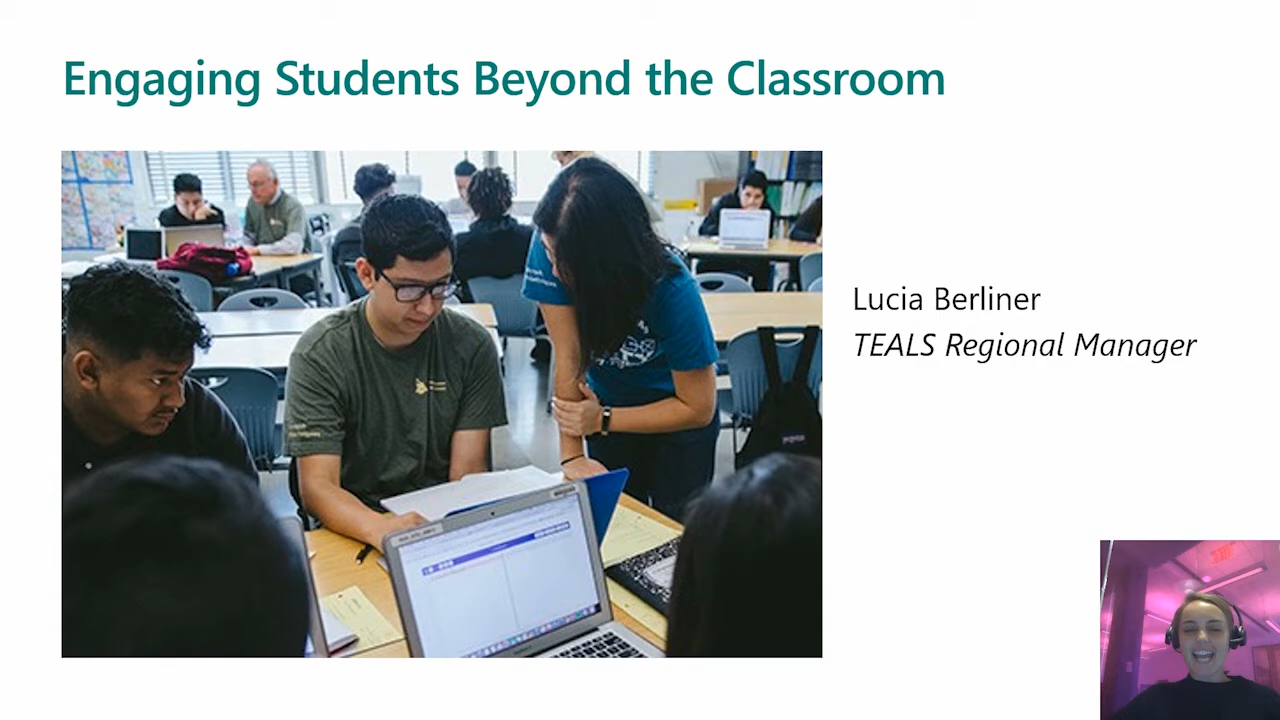 Engaging Students Beyond the Classroom
Lucia Berliner
TEALS Regional Manager